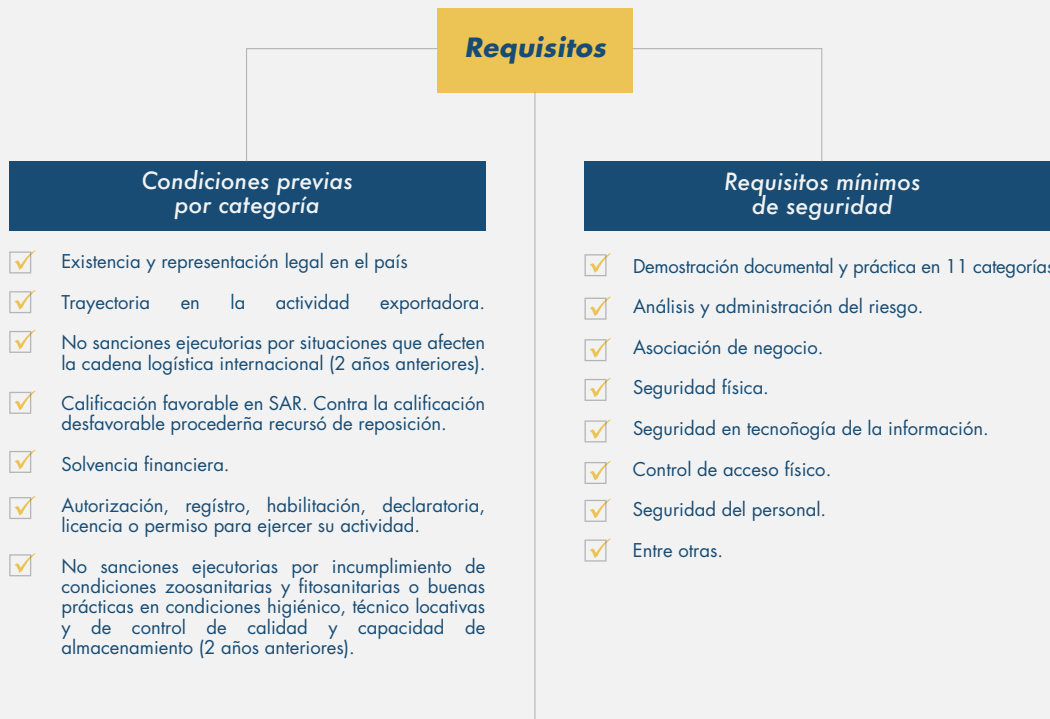 Requisitos
Condiciones previas
por categoría
Existencia y representación legal en el país
Trayectoria en la actividad exportadora.
No sanciones ejecutorias por situaciones que afecten
la cadena logística internacional (2 años anteriores).
Calificación favorable en SAR. Contra la calificación
desfavorable procederña recursó de reposición.
Solvencia financiera.
Autorización, regístro, habilitación, declaratoria,
licencia o permiso para ejercer su actividad.
No sanciones ejecutorias por incumplimiento de
condiciones zoosanitarias y fitosanitarias o buenas
prácticas en condiciones higiénico, técnico locativas
y de control de calidad y capacidad de
almacenamiento (2 años anteriores).
Requisitos mínimos
de seguridad
Demostración documental y práctica en 11 categorías
Análisis y administración del riesgo.
Asociación de negocio.
Seguridad física.
Seguridad en tecnoñogía de la información.
Control de acceso físico.
Seguridad del personal.
Entre otras.